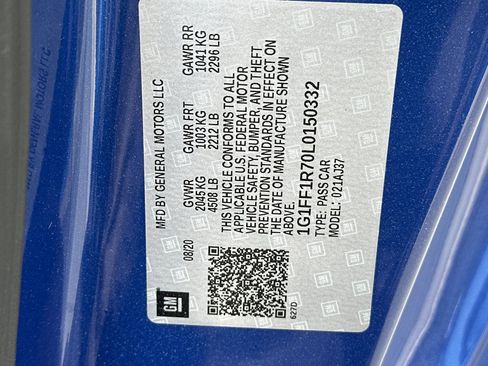 MFD BY GENERAL MOTORS LLC
08/20 GVWR GAWR FRT GAWR RR
2045 KG 1003 KG 1041 KG
4508 LB 2212 LB 2296 LB
THIS VEHICLE CONFORMS TO ALL
APPLICABLE U.S. FEDERAL MOTOR
VEHICLE SAFETY, BUMPER, AND THEFT
PREVENTION STANDARDS IN EFFECT ON
THE DATE OF MANUFACTURE SHOWN
ABOVE.
1G1FF1R70L0150332
TYPE: PASS CAR
MODEL: 021AJ37
GM
627D